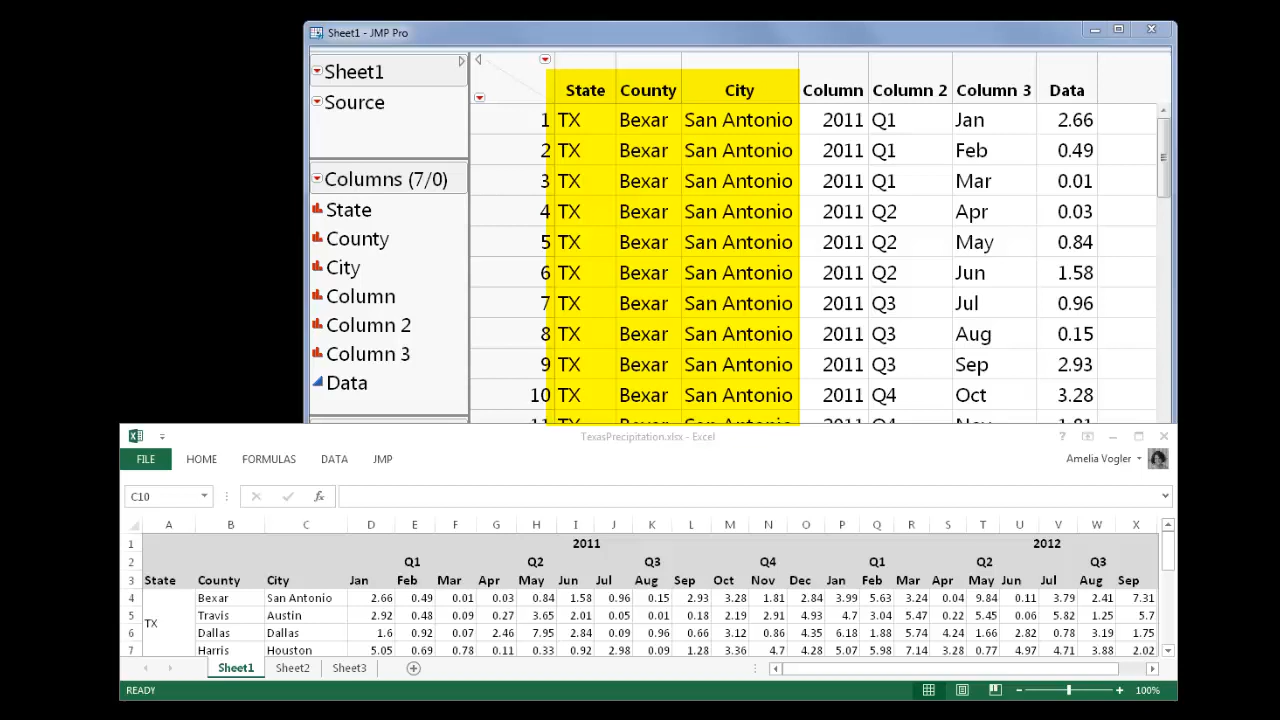 Sheet1 - JMP Pro
Sheet1
Source
Columns (7/0)
State
County
City
Column
Column 2
Column 3
Data
State County City Column Column 2 Column 3 Data
1 TX Bexar San Antonio 2011 Q1 Jan 2.66
2 TX Bexar San Antonio 2011 Q1 Feb 0.49
3 TX Bexar San Antonio 2011 Q1 Mar 0.01
4 TX Bexar San Antonio 2011 Q2 Apr 0.03
5 TX Bexar San Antonio 2011 Q2 May 0.84
6 TX Bexar San Antonio 2011 Q2 Jun 1.58
7 TX Bexar San Antonio 2011 Q3 Jul 0.96
8 TX Bexar San Antonio 2011 Q3 Aug 0.15
9 TX Bexar San Antonio 2011 Q3 Sep 2.93
10 TX Bexar San Antonio 2011 Q4 Oct 3.28
11 TX Bexar San Antonio 2011 Q4 Nov 1.81
TexasPrecipitation.xlsx - Excel
FILE HOME FORMULAS DATA JMP Amelia Vogler
C10 fx
A B C D E F G H I J K L M N O P Q R S T U V W X
1 2011 2012
2 Q1 Q2 Q3 Q4 Q1 Q2 Q3
3 State County City Jan Feb Mar Apr May Jun Jul Aug Sep Oct Nov Dec Jan Feb Mar Apr May Jun Jul Aug Sep
4 Bexar San Antonio 2.66 0.49 0.01 0.03 0.84 1.58 0.96 0.15 2.93 3.28 1.81 2.84 3.99 5.63 3.24 0.04 9.84 0.11 3.79 2.41 7.31
5 TX Travis Austin 2.92 0.48 0.09 0.27 3.65 2.01 0.05 0.01 0.18 2.19 2.91 4.93 4.7 3.04 5.47 0.22 5.45 0.06 5.82 1.25 5.7
6 Dallas Dallas 1.6 0.92 0.07 2.46 7.95 2.84 0.09 0.96 0.66 3.12 0.86 4.35 6.18 1.88 5.74 4.24 1.66 2.82 0.78 3.19 1.75
7 Harris Houston 5.05 0.69 0.78 0.11 0.33 0.92 2.98 0.09 1.28 3.36 4.7 4.28 5.07 5.98 7.14 3.28 0.77 4.97 4.71 3.88 2.02
Sheet1 Sheet2 Sheet3
READY 100%